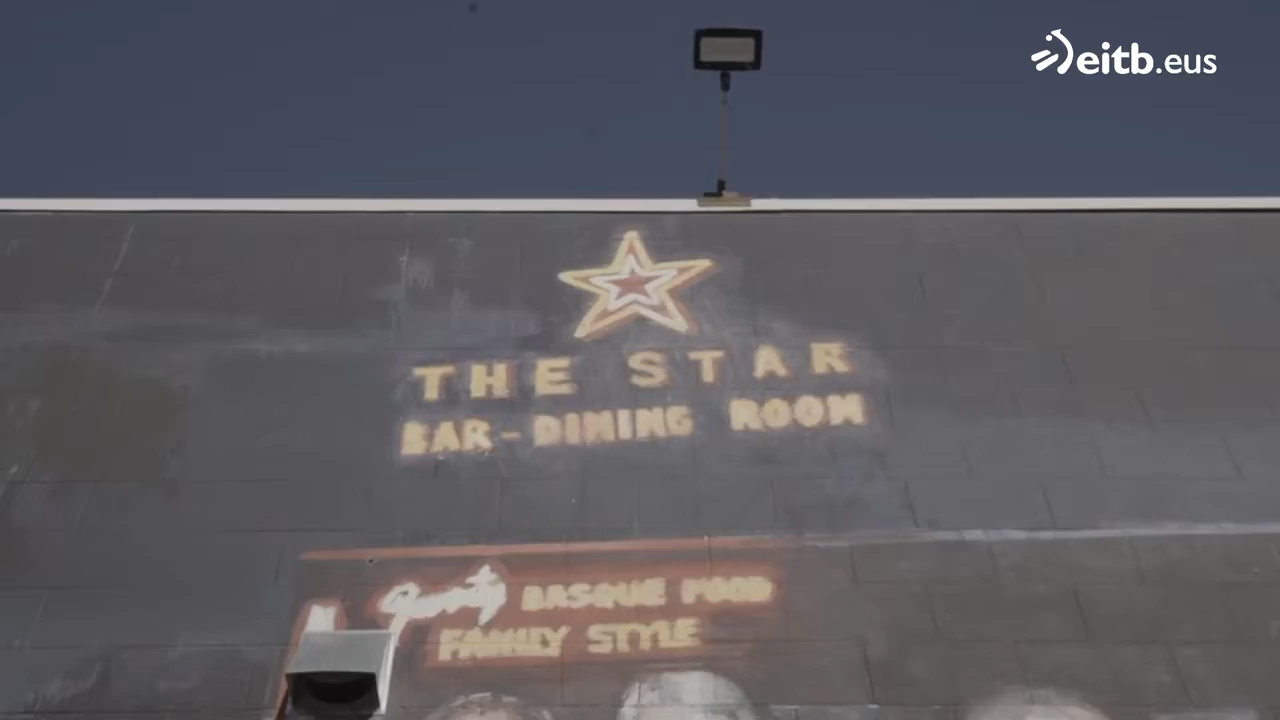 eitb.eus
THE STAR
BAR-DINING ROOM
BASQUE FOOD
FAMILY STYLE